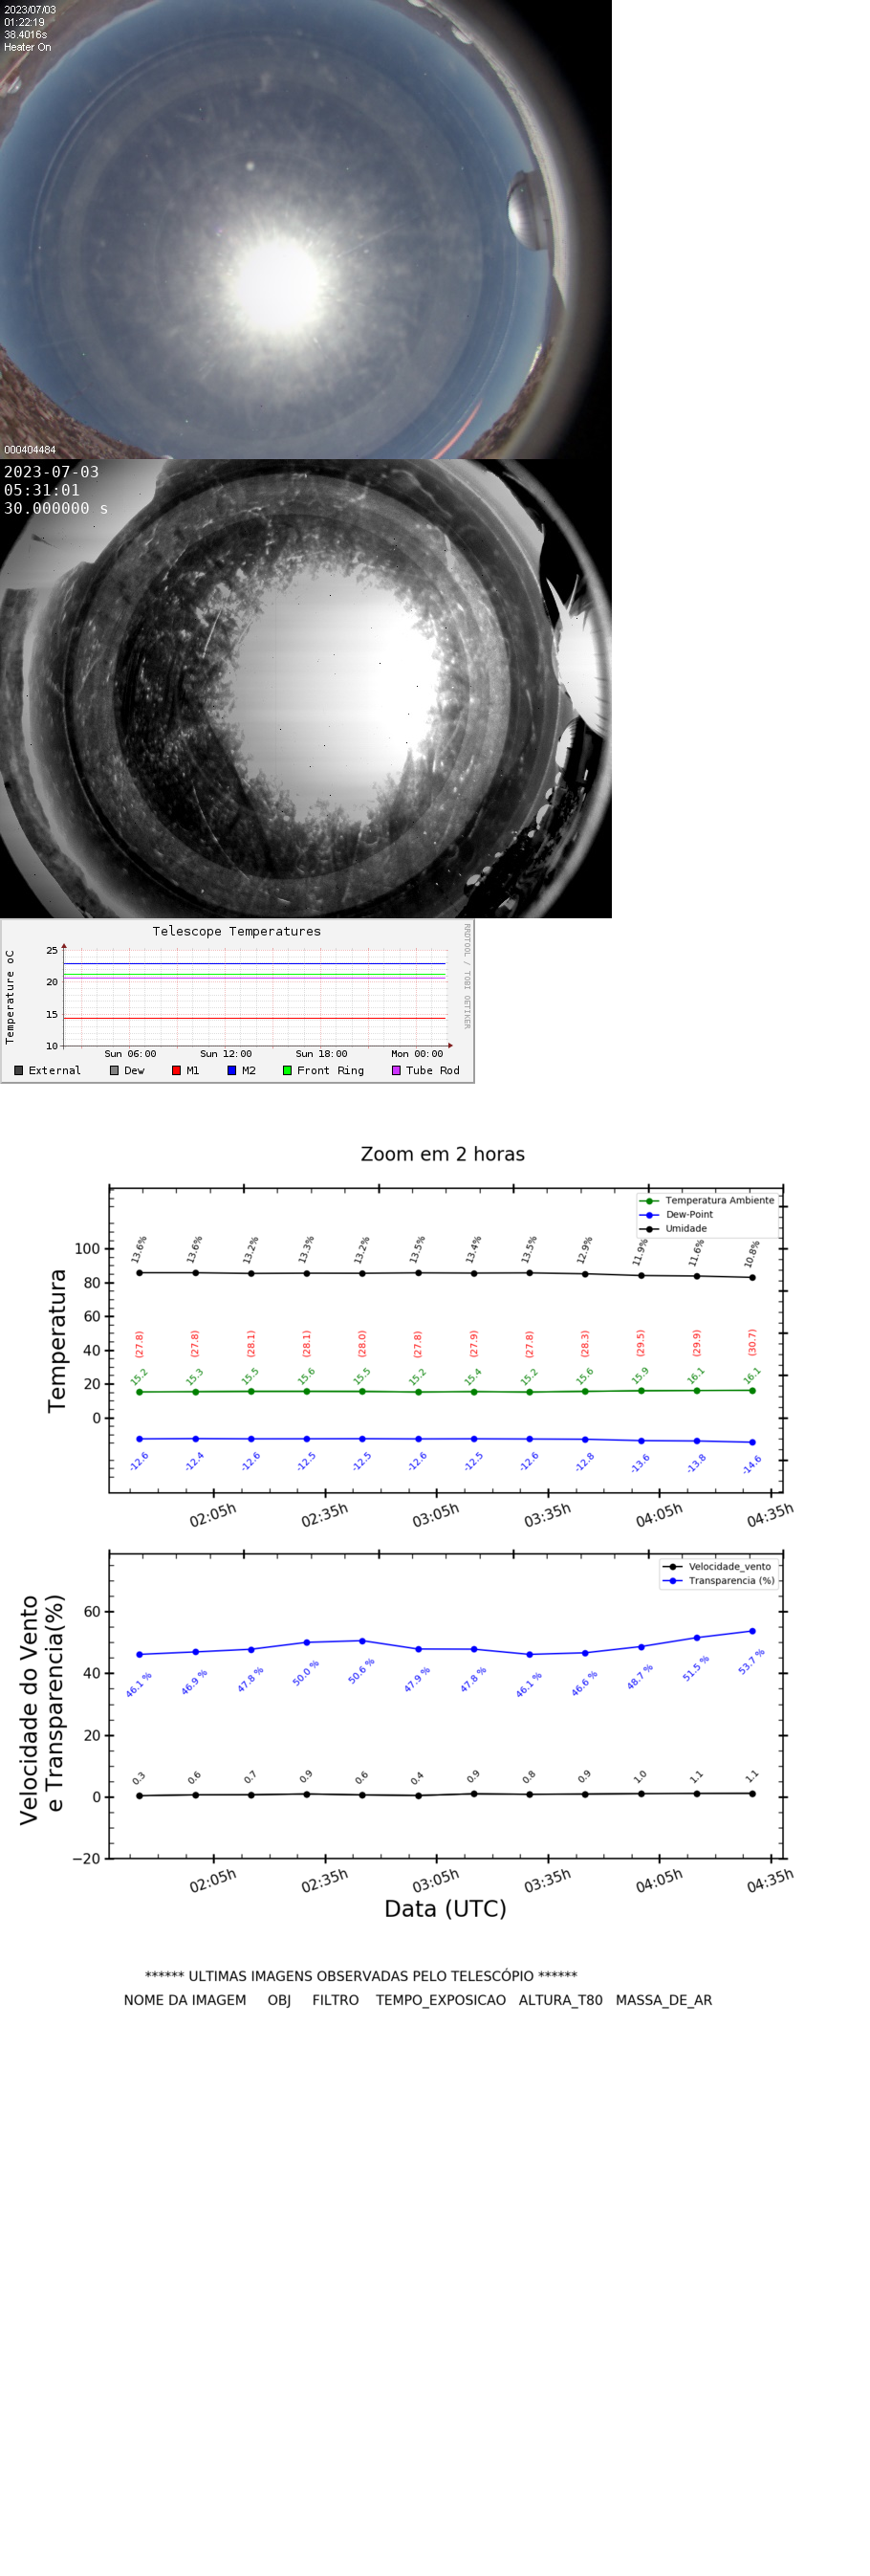 2023/07/03
01:22:19
38.4016s
Heater On
000404484
2023-07-03
05:31:01
30.000000 s
Telescope Temperatures
RRDTOOL / TOBI OETIKER
Temperature oC
25
20
15
10
Sun 06:00 Sun 12:00 Sun 18:00 Mon 00:00
External Dew M1 M2 Front Ring Tube Rod
Zoom em 2 horas
Temperatura Ambiente
Dew-Point
Umidade
Temperatura
100
80
60
40
20
0
13.6% 13.6% 13.2% 13.3% 13.2% 13.5% 13.4% 13.5% 12.9% 11.9% 11.6% 10.8%
(27.8) (27.8) (28.1) (28.1) (28.0) (27.8) (27.9) (27.8) (28.3) (29.5) (29.9) (30.7)
15.2 15.3 15.5 15.6 15.5 15.2 15.4 15.2 15.6 15.9 16.1 16.1
-12.6 -12.4 -12.6 -12.5 -12.5 -12.6 -12.5 -12.6 -12.8 -13.6 -13.8 -14.6
02:05h 02:35h 03:05h 03:35h 04:05h 04:35h
Velocidade_vento
Transparencia (%)
Velocidade do Vento
e Transparencia(%)
60
40
20
0
−20
46.1 % 46.9 % 47.8 % 50.0 % 50.6 % 47.9 % 47.8 % 46.1 % 46.6 % 48.7 % 51.5 % 53.7 %
0.3 0.6 0.7 0.9 0.6 0.4 0.9 0.8 0.9 1.0 1.1 1.1
02:05h 02:35h 03:05h 03:35h 04:05h 04:35h
Data (UTC)
****** ULTIMAS IMAGENS OBSERVADAS PELO TELESCÓPIO ******
NOME DA IMAGEM OBJ FILTRO TEMPO_EXPOSICAO ALTURA_T80 MASSA_DE_AR